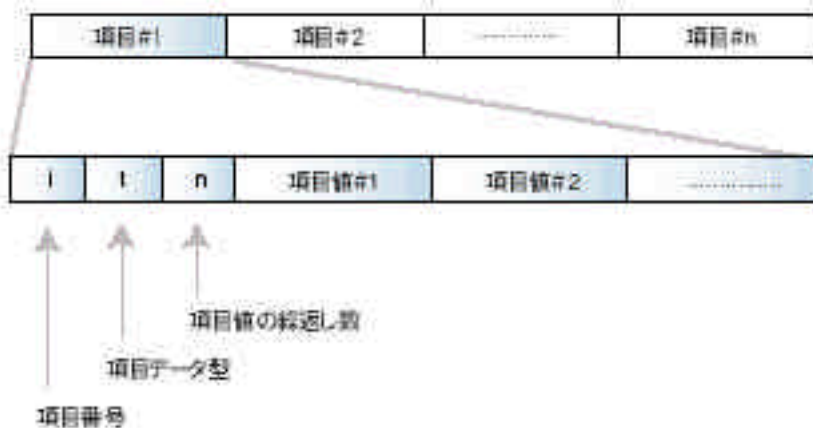 項目#1 項目#2 ............ 項目#n
i t n 項目値#1 項目値#2 ............
項目値の繰返し数
項目データ型
項目番号